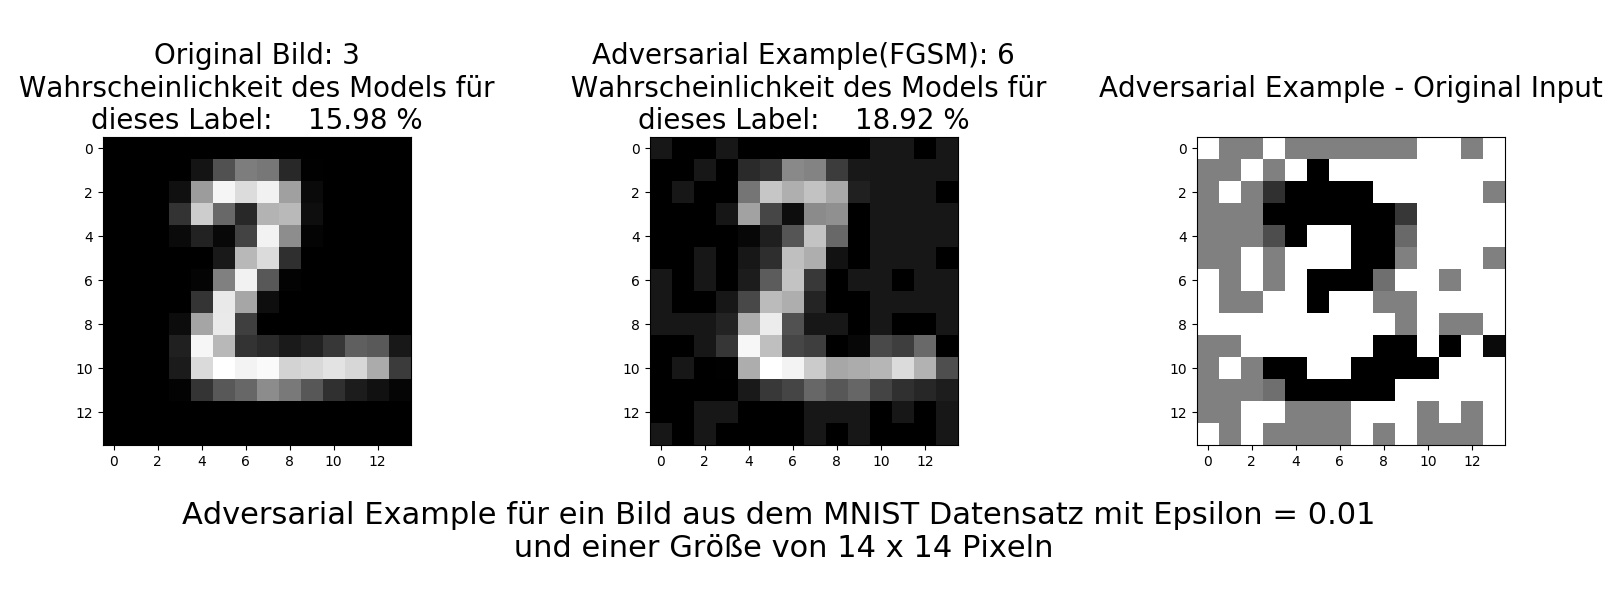 Original Bild: 3
Wahrscheinlichkeit des Models für
dieses Label: 15.98 %
Adversarial Example(FGSM): 6
Wahrscheinlichkeit des Models für
dieses Label: 18.92 %
Adversarial Example - Original Input
0
2
4
6
8
10
12
0 2 4 6 8 10 12
0
2
4
6
8
10
12
0 2 4 6 8 10 12
0
2
4
6
8
10
12
0 2 4 6 8 10 12
Adversarial Example für ein Bild aus dem MNIST Datensatz mit Epsilon = 0.01
und einer Größe von 14 x 14 Pixeln